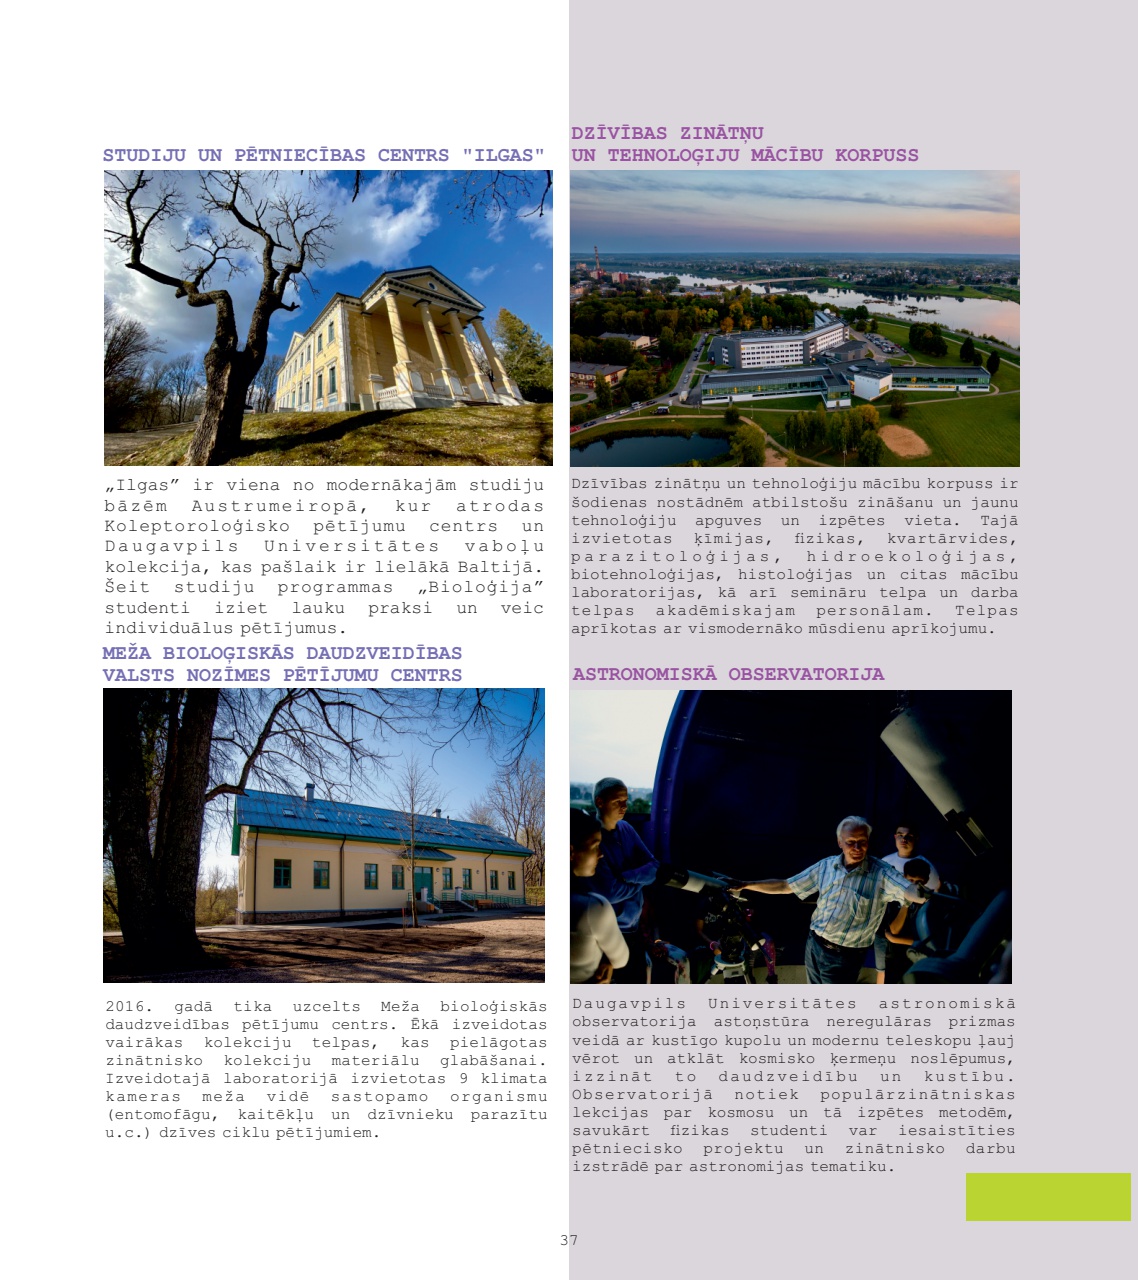 STUDIJU UN PĒTNIECĪBAS CENTRS "ILGAS"
„Ilgas” ir viena no modernākajām studiju
bāzēm Austrumeiropā, kur atrodas
Koleptoroloģisko pētījumu centrs un
Daugavpils Universitātes vaboļu
kolekcija, kas pašlaik ir lielākā Baltijā.
Šeit studiju programmas „Bioloģija”
studenti iziet lauku praksi un veic
individuālus pētījumus.
MEŽA BIOLOĢISKĀS DAUDZVEIDĪBAS
VALSTS NOZĪMES PĒTĪJUMU CENTRS
2016. gadā tika uzcelts Meža bioloģiskās
daudzveidības pētījumu centrs. Ēkā izveidotas
vairākas kolekciju telpas, kas pielāgotas
zinātnisko kolekciju materiālu glabāšanai.
Izveidotajā laboratorijā izvietotas 9 klimata
kameras meža vidē sastopamo organismu
(entomofāgu, kaitēkļu un dzīvnieku parazītu
u.c.) dzīves ciklu pētījumiem.
DZĪVĪBAS ZINĀTŅU
UN TEHNOLOĢIJU MĀCĪBU KORPUSS
Dzīvības zinātņu un tehnoloģiju mācību korpuss ir
šodienas nostādnēm atbilstošu zināšanu un jaunu
tehnoloģiju apguves un izpētes vieta. Tajā
izvietotas ķīmijas, fizikas, kvartārvides,
parazitoloģijas, hidroekoloģijas,
biotehnoloģijas, histoloģijas un citas mācību
laboratorijas, kā arī semināru telpa un darba
telpas akadēmiskajam personālam. Telpas
aprīkotas ar vismodernāko mūsdienu aprīkojumu.
ASTRONOMISKĀ OBSERVATORIJA
Daugavpils Universitātes astronomiskā
observatorija astoņstūra neregulāras prizmas
veidā ar kustīgo kupolu un modernu teleskopu ļauj
vērot un atklāt kosmisko ķermeņu noslēpumus,
izzināt to daudzveidību un kustību.
Observatorijā notiek populārzinātniskas
lekcijas par kosmosu un tā izpētes metodēm,
savukārt fizikas studenti var iesaistīties
pētniecisko projektu un zinātnisko darbu
izstrādē par astronomijas tematiku.
37